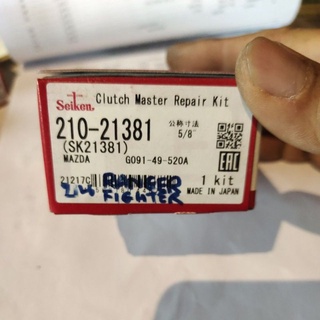 Seiken
Clutch Master Repair Kit
210-21381
公称寸法
5/8"
(SK21381)
MAZDA G091-49-520A
EAC
21217C
1 kit
MADE IN JAPAN
RANGER
FIGHTER